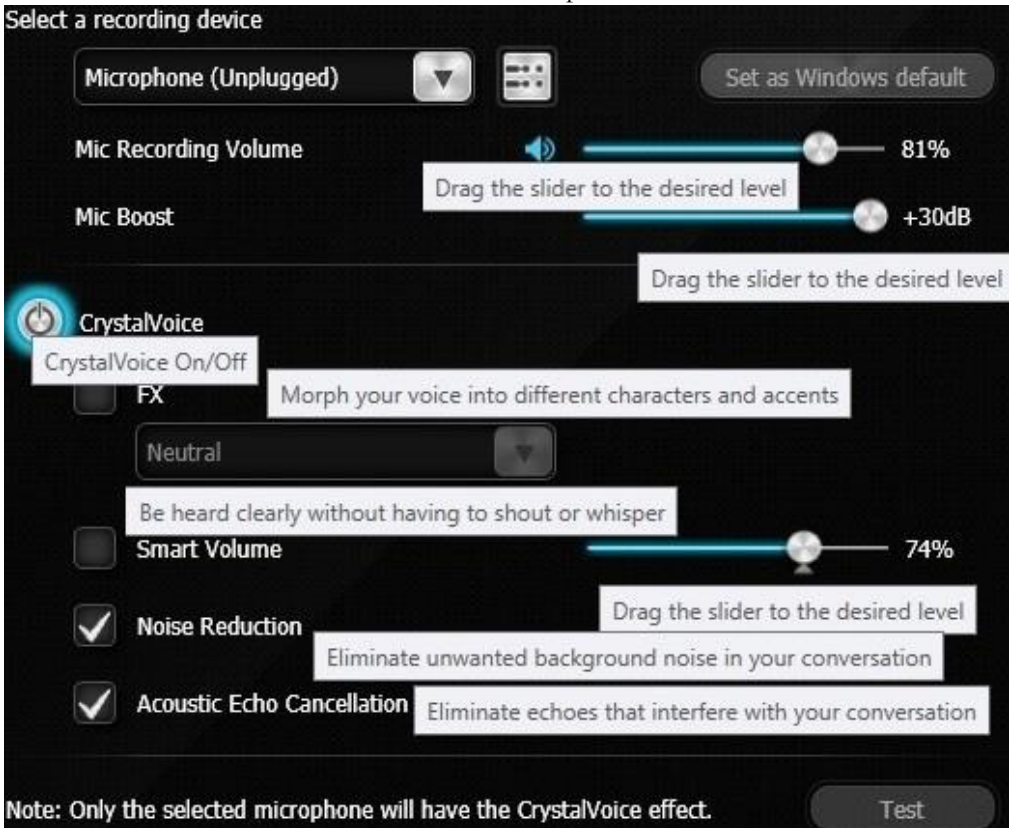 Select a recording device
Microphone (Unplugged)
Set as Windows default
Mic Recording Volume
81%
Drag the slider to the desired level
Mic Boost
+30dB
Drag the slider to the desired level
CrystalVoice
CrystalVoice On/Off
FX
Morph your voice into different characters and accents
Neutral
Be heard clearly without having to shout or whisper
Smart Volume
74%
Drag the slider to the desired level
Noise Reduction
Eliminate unwanted background noise in your conversation
Acoustic Echo Cancellation
Eliminate echoes that interfere with your conversation
Note: Only the selected microphone will have the CrystalVoice effect.
Test